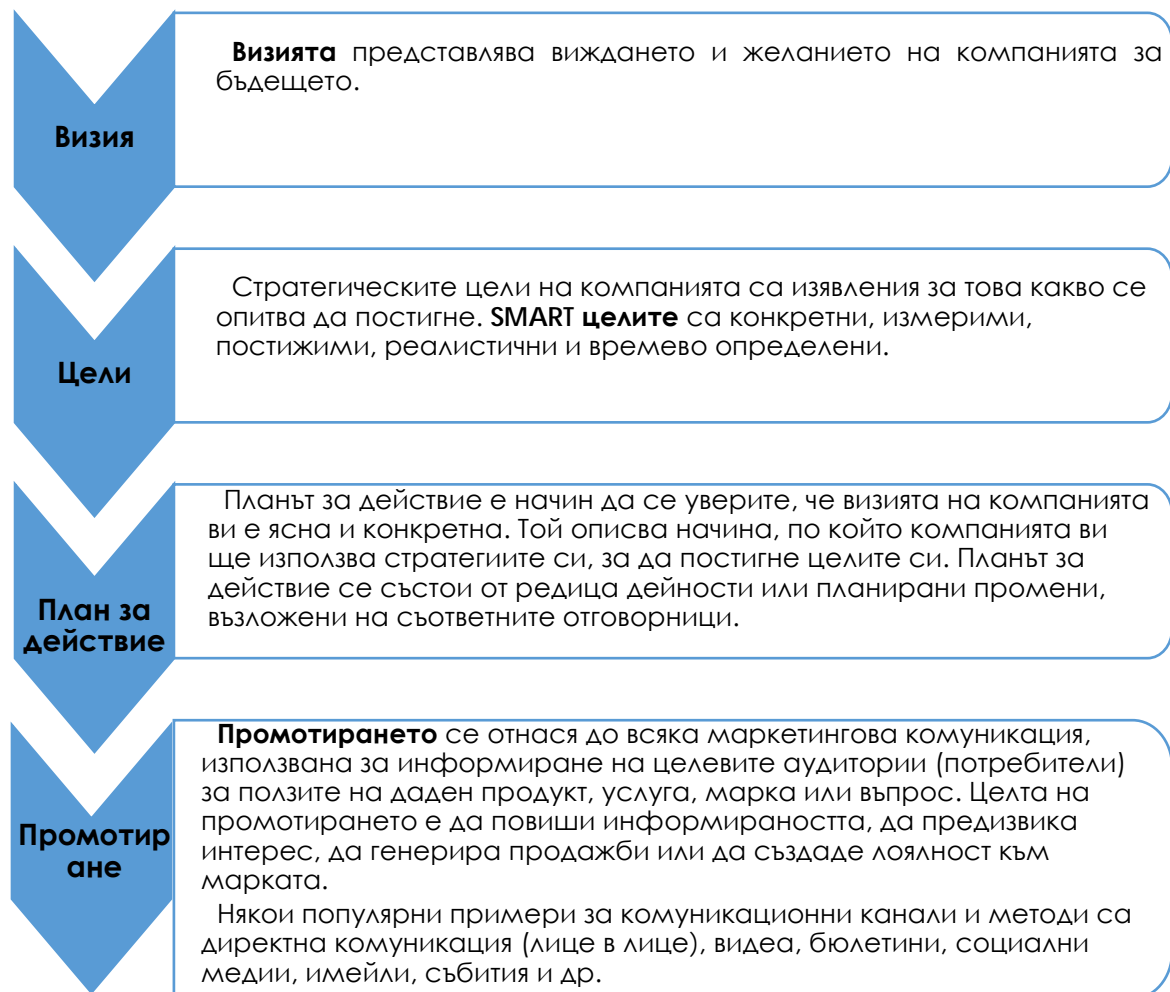 Визия
Визията представлява виждането и желанието на компанията за
бъдещето.
Цели
Стратегическите цели на компанията са изявления за това какво се
опитва да постигне. SMART целите са конкретни, измерими,
постижими, реалистични и времево определени.
План за
действие
Планът за действие е начин да се уверите, че визията на компанията
ви е ясна и конкретна. Той описва начина, по който компанията ви
ще използва стратегиите си, за да постигне целите си. Планът за
действие се състои от редица дейности или планирани промени,
възложени на съответните отговорници.
Промотир
ане
Промотирането се отнася до всяка маркетингова комуникация,
използвана за информиране на целевите аудитории (потребители)
за ползите на даден продукт, услуга, марка или въпрос. Целта на
промотирането е да повиши информираността, да предизвика
интерес, да генерира продажби или да създаде лоялност към
марката.
Някои популярни примери за комуникационни канали и методи са
директна комуникация (лице в лице), видеа, бюлетини, социални
медии, имейли, събития и др.